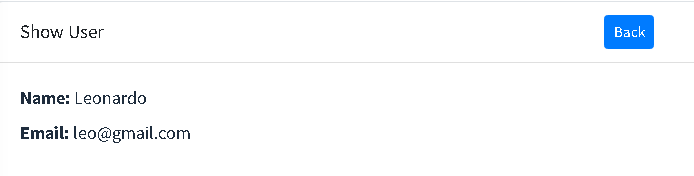 Show User
Back
Name: Leonardo
Email: leo@gmail.com